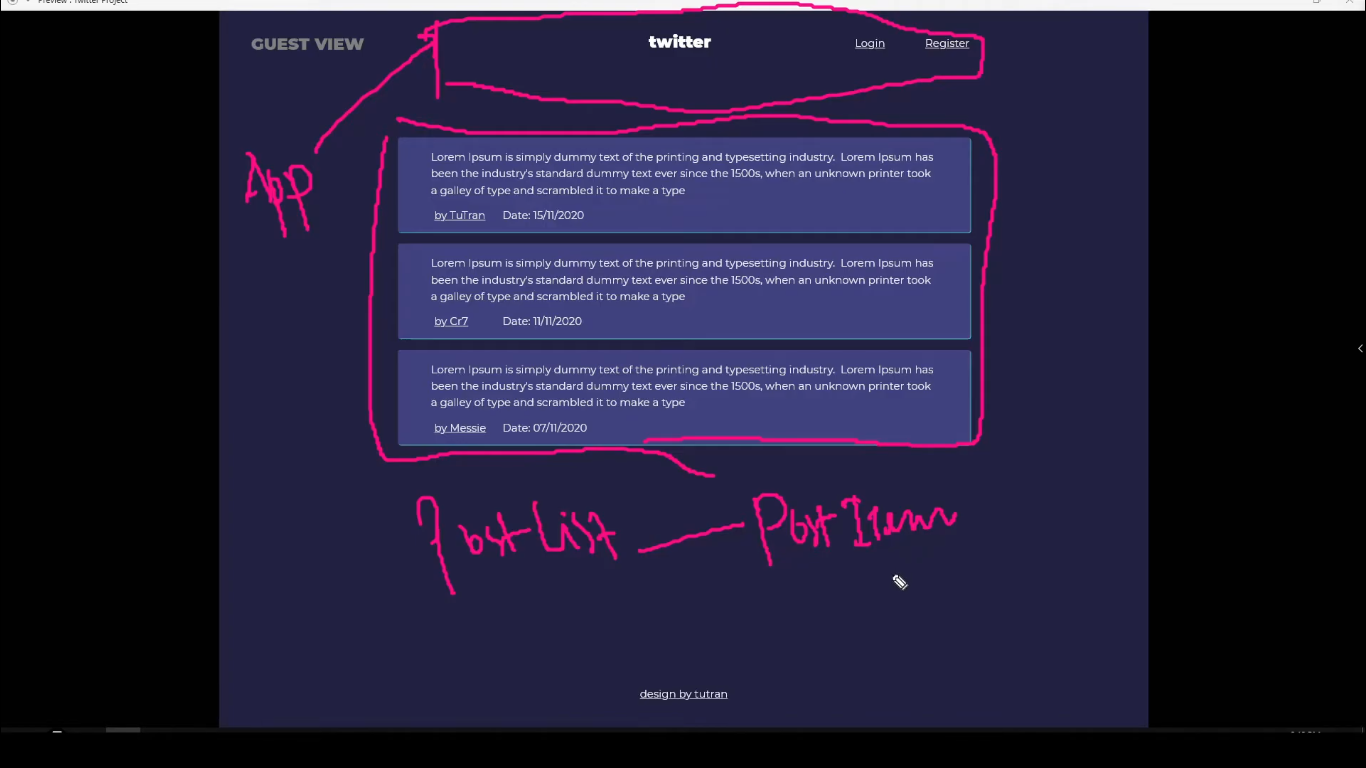 Preview : Twitter Project
GUEST VIEW
twitter
Login Register
App
Lorem Ipsum is simply dummy text of the printing and typesetting industry. Lorem Ipsum has
been the industry's standard dummy text ever since the 1500s, when an unknown printer took
a galley of type and scrambled it to make a type
by TuTran Date: 15/11/2020
Lorem Ipsum is simply dummy text of the printing and typesetting industry. Lorem Ipsum has
been the industry's standard dummy text ever since the 1500s, when an unknown printer took
a galley of type and scrambled it to make a type
by Cr7 Date: 11/11/2020
Lorem Ipsum is simply dummy text of the printing and typesetting industry. Lorem Ipsum has
been the industry's standard dummy text ever since the 1500s, when an unknown printer took
a galley of type and scrambled it to make a type
by Messie Date: 07/11/2020
Post List Post Item
design by tutran